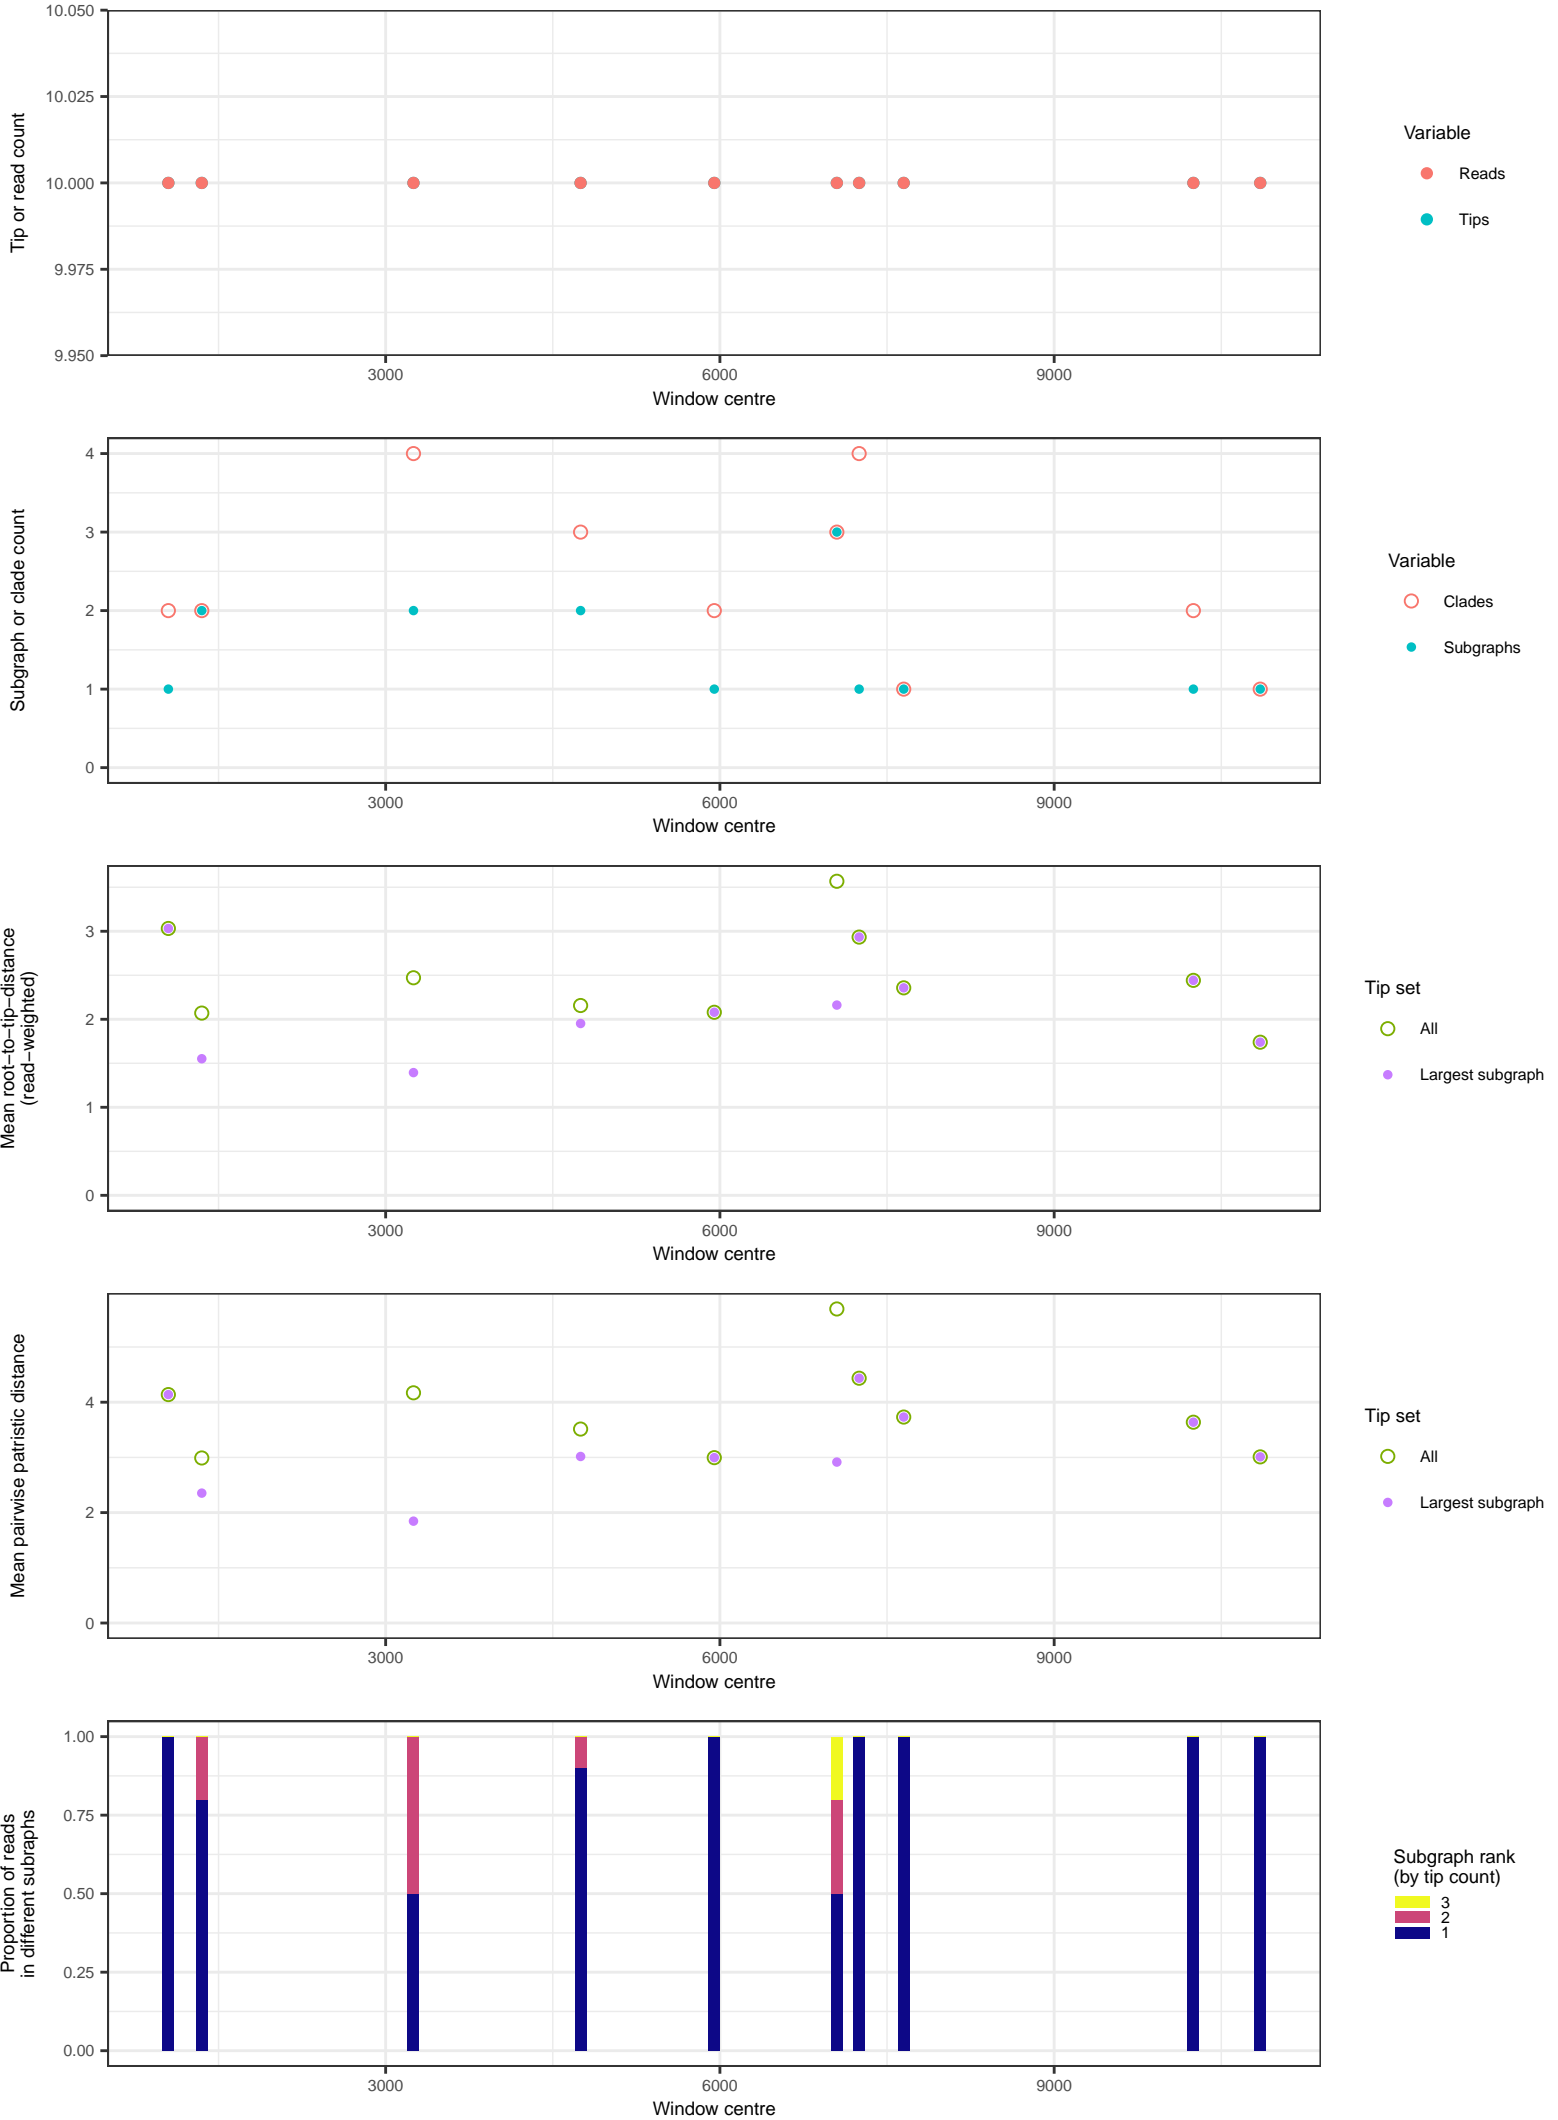 10.050
10.025
10.000
9.975
9.950
Tip or read count
3000
6000
9000
Window centre
Variable
Reads
Tips
4
3
2
1
0
Subgraph or clade count
3000
6000
9000
Window centre
Variable
Clades
Subgraphs
3
2
1
0
Mean root−to−tip−distance
(read−weighted)
3000
6000
9000
Window centre
Tip set
All
Largest subgraph
4
2
0
Mean pairwise patristic distance
3000
6000
9000
Window centre
Tip set
All
Largest subgraph
1.00
0.75
0.50
0.25
0.00
Proportion of reads
in different subraphs
3000
6000
9000
Window centre
Subgraph rank
(by tip count)
3
2
1